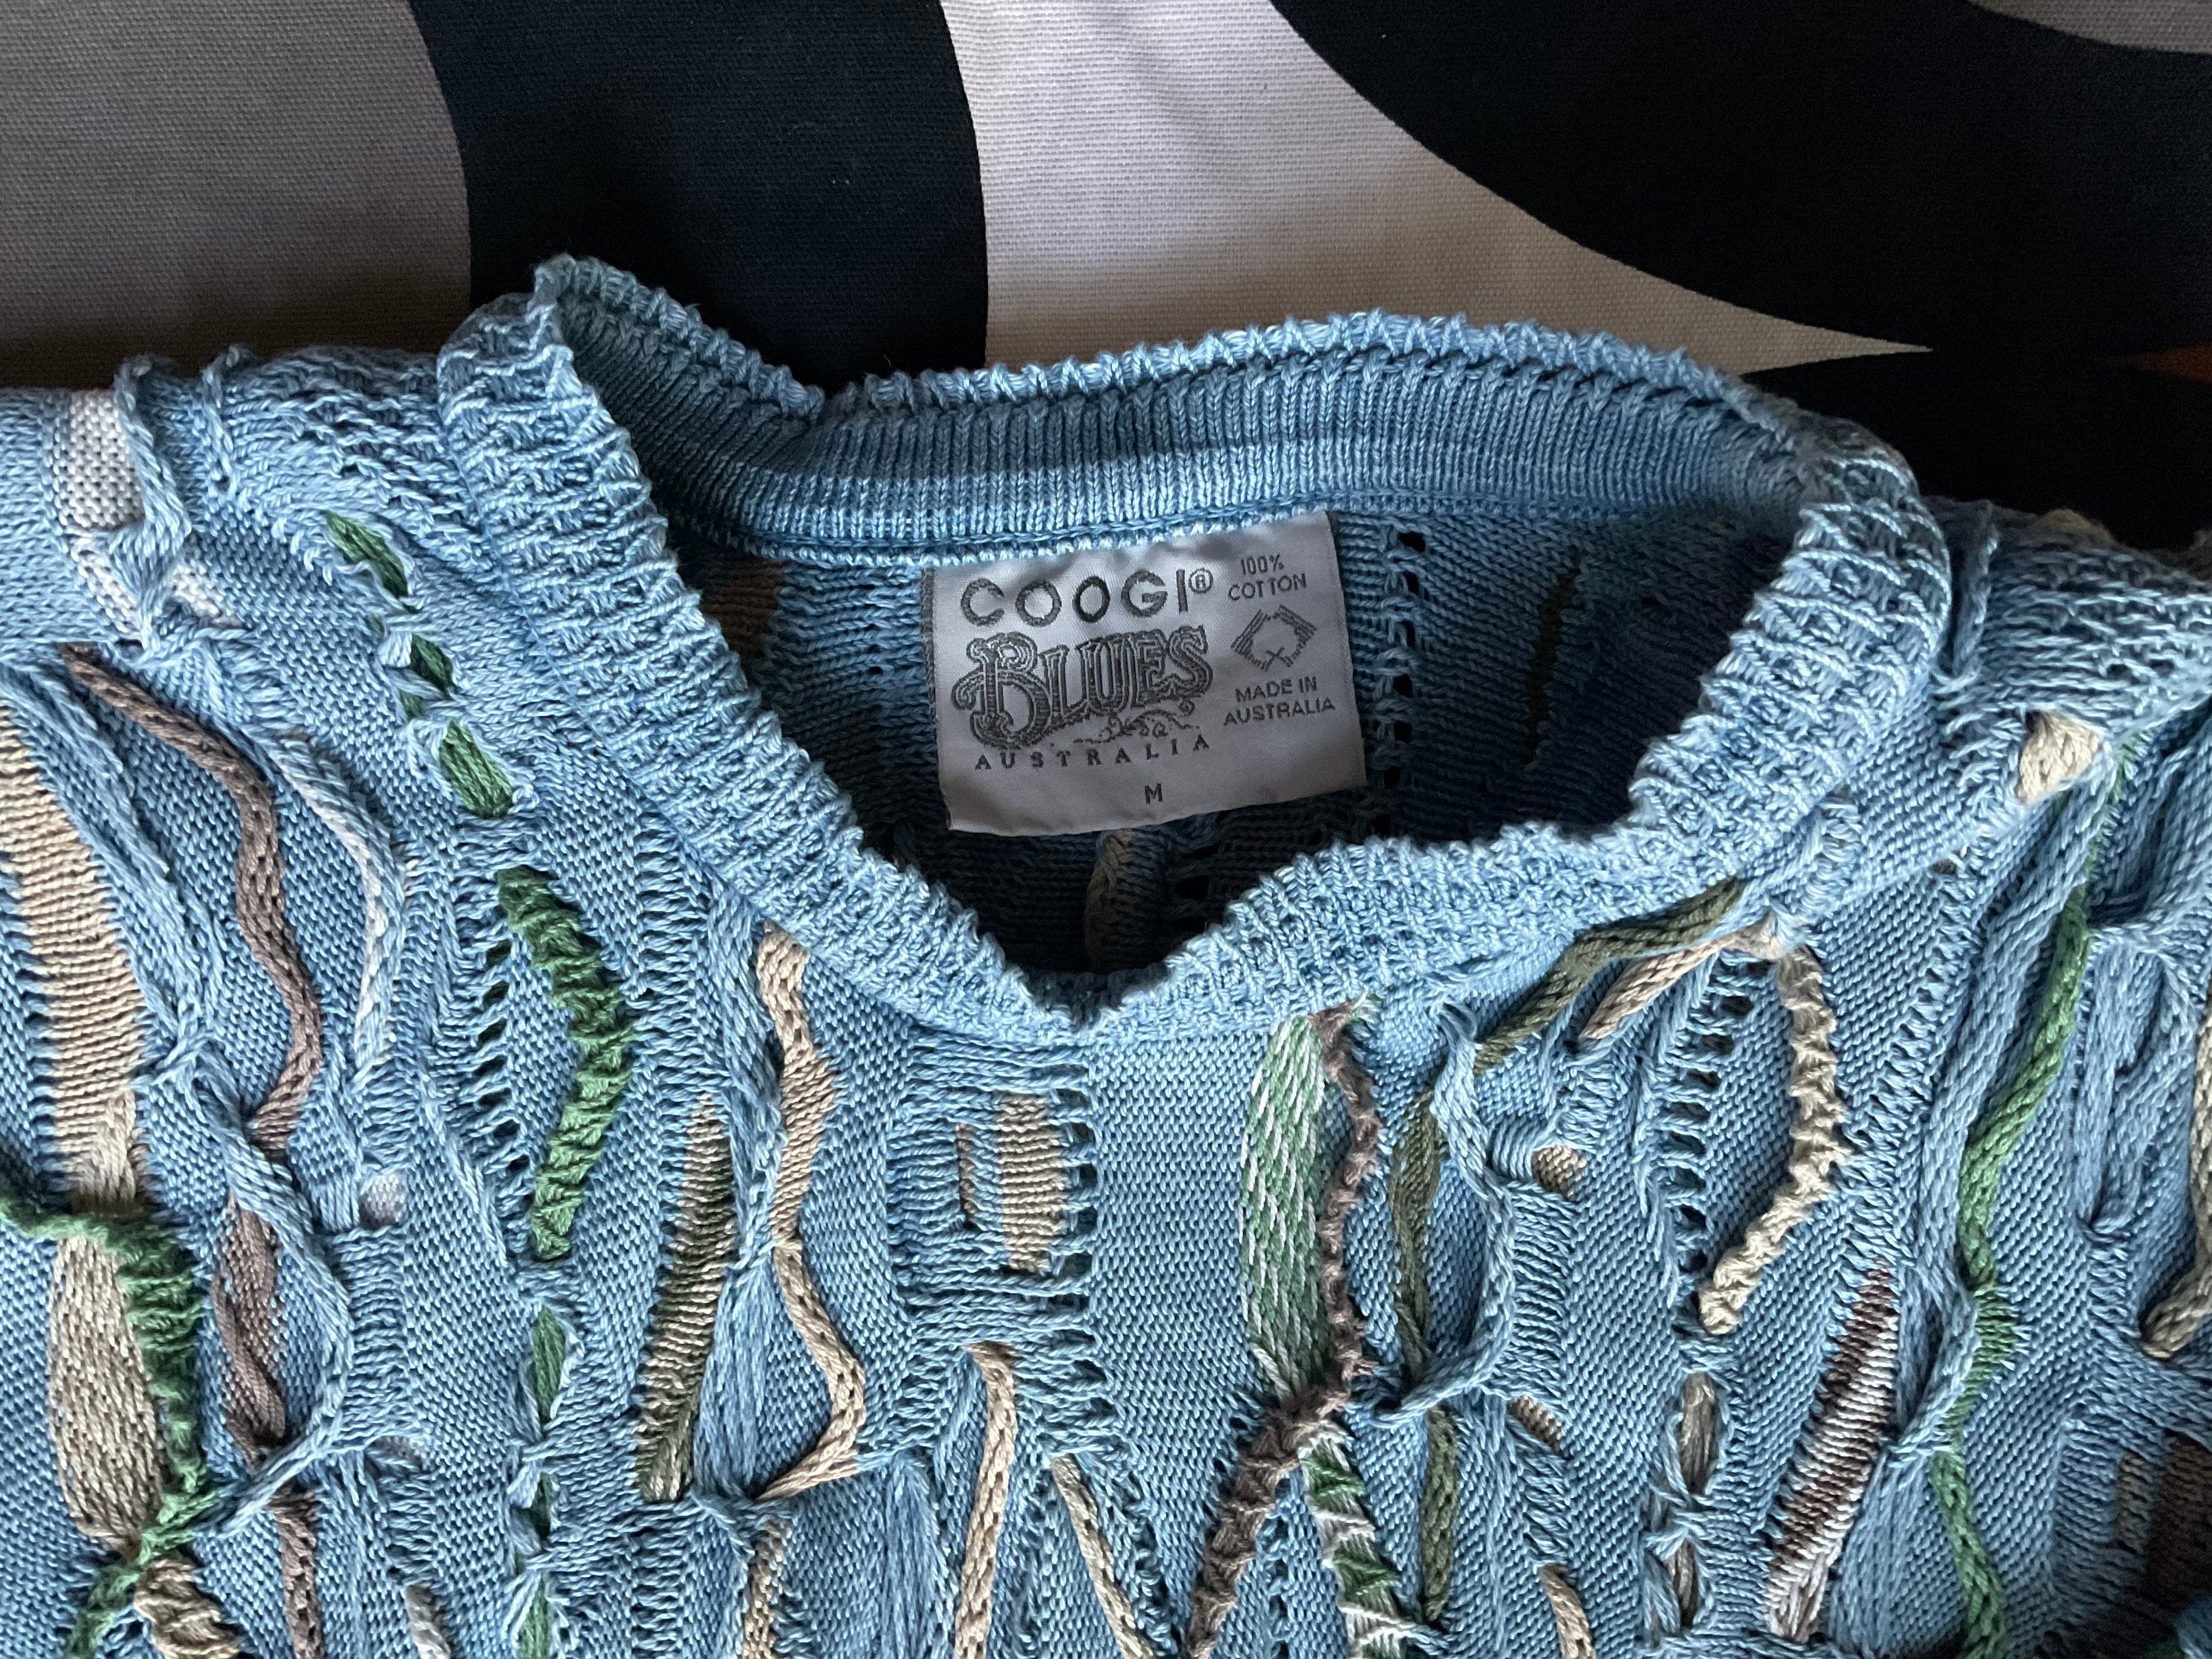 COOGI®
BLUES
AUSTRALIA
M
100%
COTTON
MADE IN
AUSTRALIA